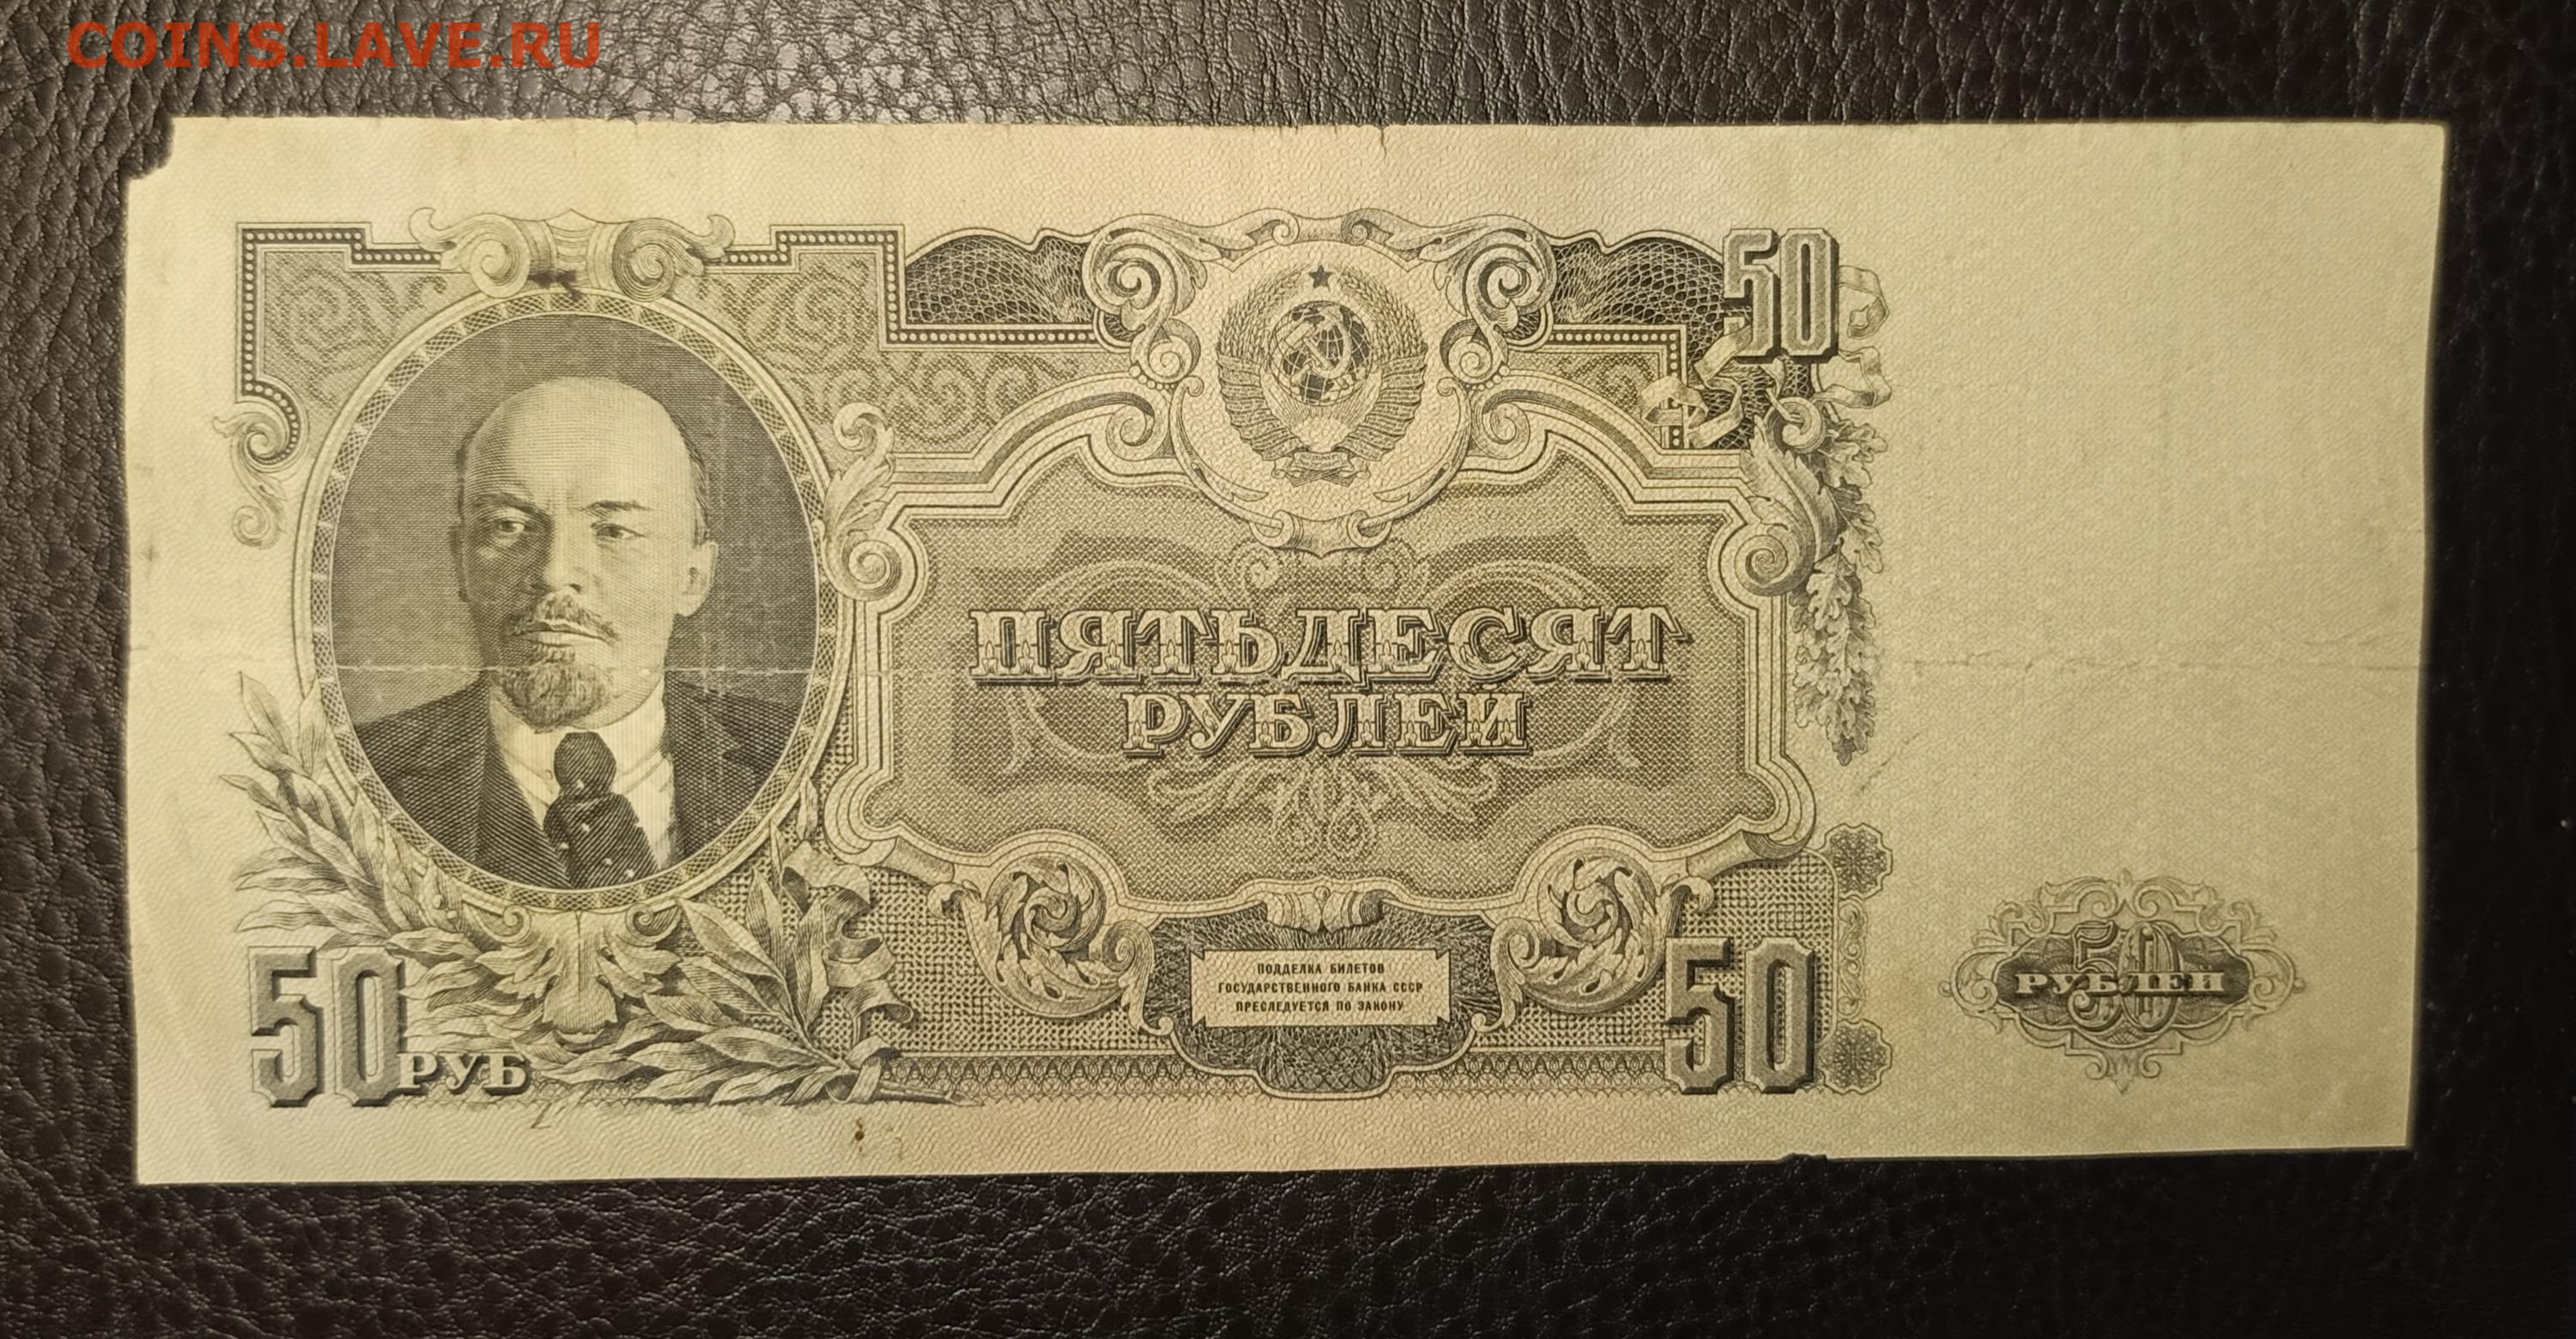 COINS.LAVE.RU
50
ПЯТЬДЕСЯТ
РУБЛЕЙ
50 РУБ
ПОДДЕЛКА БИЛЕТОВ
ГОСУДАРСТВЕННОГО БАНКА СССР
ПРЕСЛЕДУЕТСЯ ПО ЗАКОНУ
50
50
РУБЛЕЙ